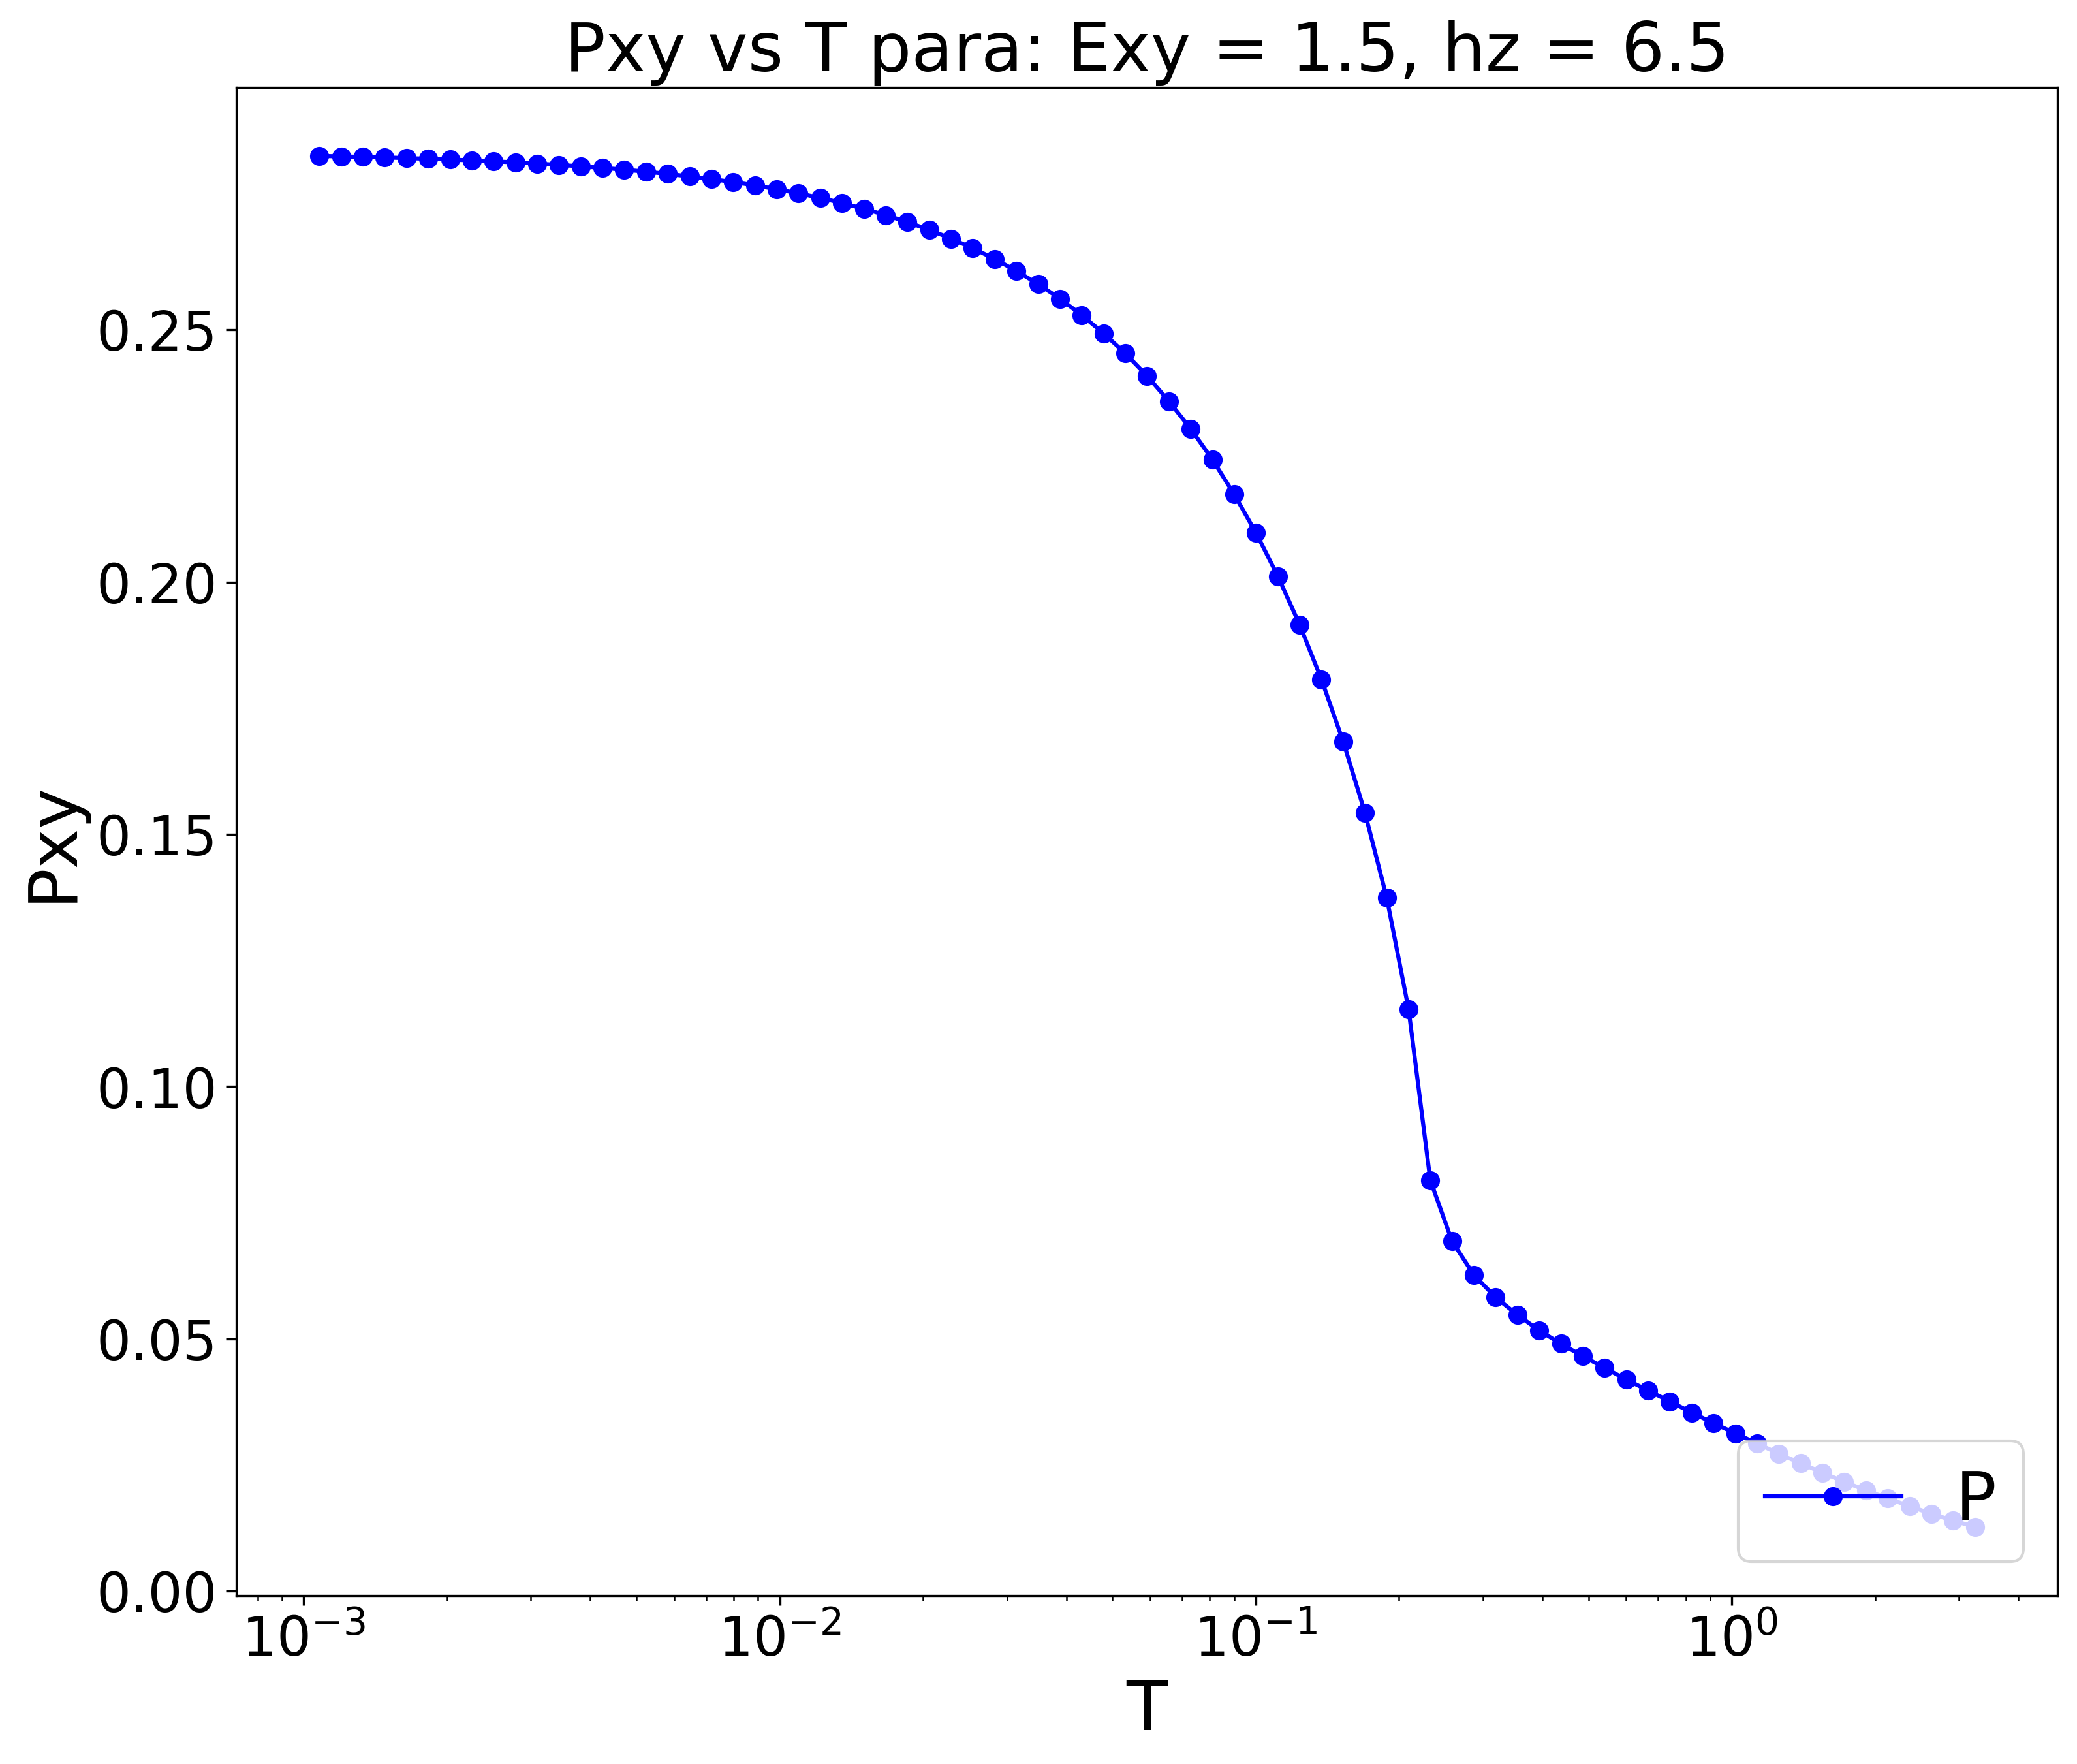 Pxy vs T para: Exy = 1.5, hz = 6.5
Pxy
0.25
0.20
0.15
0.10
0.05
0.00
10⁻³ 10⁻² 10⁻¹ 10⁰
T
P